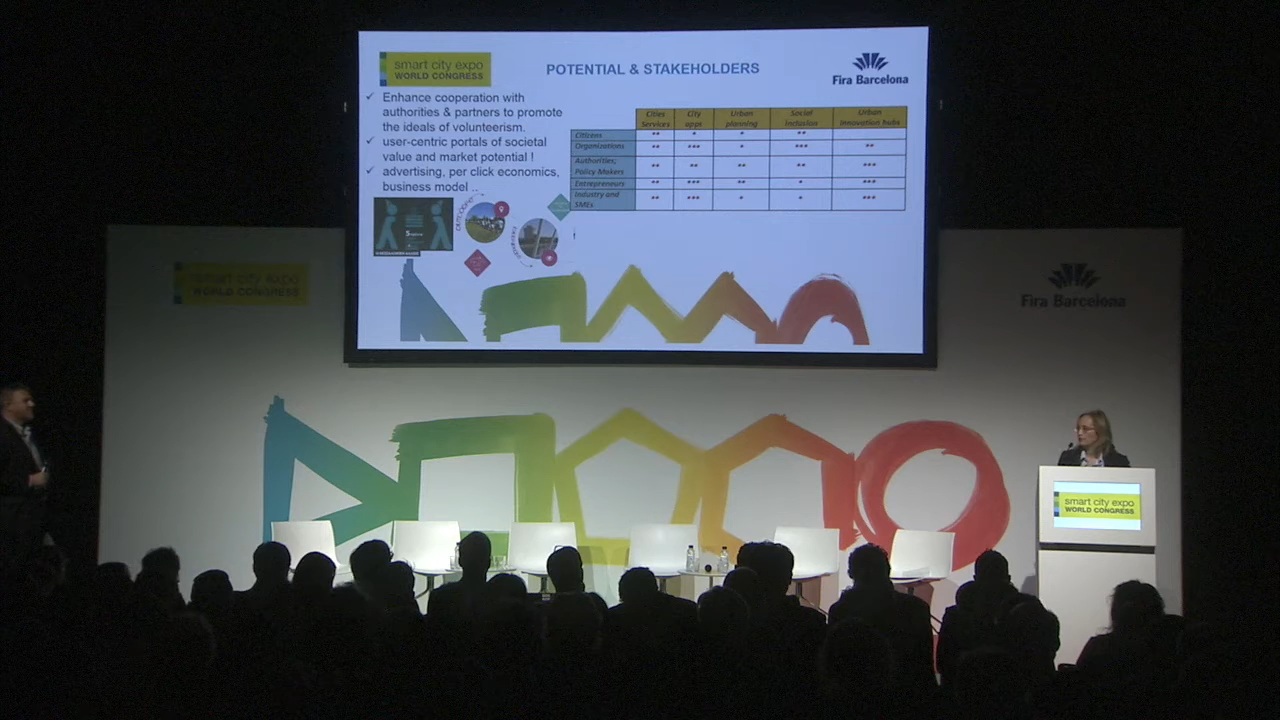 smart city expo
WORLD CONGRESS
POTENTIAL & STAKEHOLDERS
Fira Barcelona
✓ Enhance cooperation with
authorities & partners to promote
the ideals of volunteerism.
✓ user-centric portals of societal
value and market potential !
✓ advertising, per click economics,
business model ..
Cities Services City apps Urban planning Social inclusion Urban Innovation hubs
Citizens ** * * **
Organizations ** *** * *** **
Authorities; Policy Makers ** ** ** ** ***
Entrepreneurs ** *** ** * ***
Industry and SMEs ** *** * * ***
smart city expo
WORLD CONGRESS
Fira Barcelona
smart city expo
WORLD CONGRESS